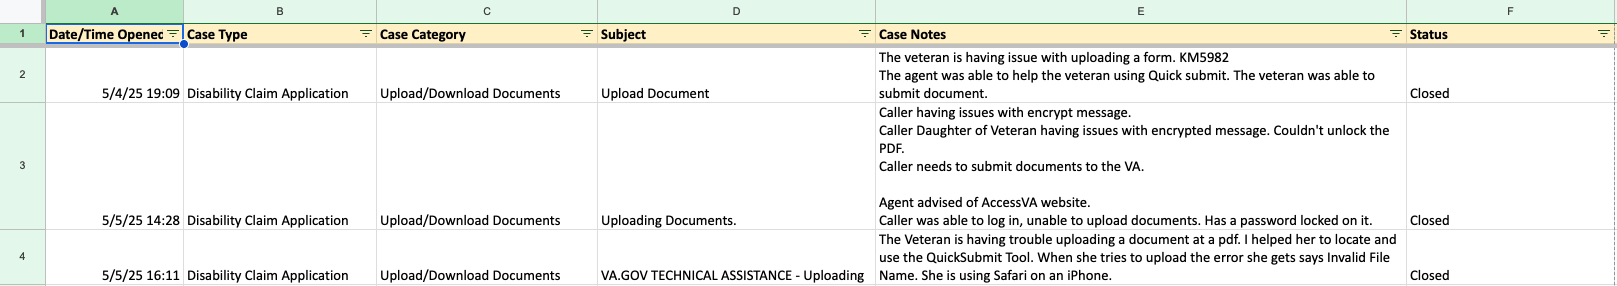 A B C D E F
1 Date/Time Opened Case Type Case Category Subject Case Notes Status
The veteran is having issue with uploading a form. KM5982
2 The agent was able to help the veteran using Quick submit. The veteran was able to
5/4/25 19:09 Disability Claim Application Upload/Download Documents Upload Document submit document. Closed
Caller having issues with encrypt message.
Caller Daughter of Veteran having issues with encrypted message. Couldn't unlock the
PDF.
3 Caller needs to submit documents to the VA.
Agent advised of AccessVA website.
5/5/25 14:28 Disability Claim Application Upload/Download Documents Uploading Documents. Caller was able to log in, unable to upload documents. Has a password locked on it. Closed
The Veteran is having trouble uploading a document at a pdf. I helped her to locate and
4 use the QuickSubmit Tool. When she tries to upload the error she gets says Invalid File
5/5/25 16:11 Disability Claim Application Upload/Download Documents VA.GOV TECHNICAL ASSISTANCE - Uploading Name. She is using Safari on an iPhone. Closed